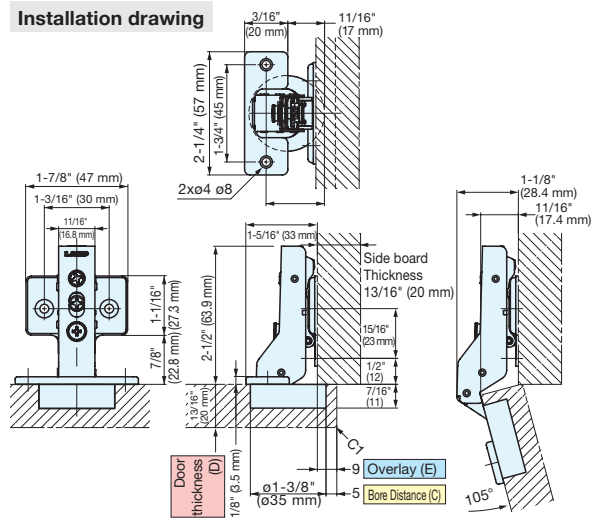 Installation drawing
3/16"
(20 mm)
11/16"
(17 mm)
2-1/4" (57 mm)
1-3/4" (45 mm)
2xø4 ø8
1-7/8" (47 mm)
1-3/16" (30 mm)
11/16"
(16.8 mm)
1-1/16"
(27.3 mm)
7/8"
(22.8 mm)
1-5/16" (33 mm)
2-1/2" (63.9 mm)
Side board
Thickness
13/16" (20 mm)
15/16"
(23 mm)
1/2"
(12)
7/16"
(11)
13/16"
(20 mm)
1/8" (3.5 mm)
Door
thickness
(D)
ø1-3/8"
(ø35 mm)
C1
9 Overlay (E)
5 Bore Distance (C)
1-1/8"
(28.4 mm)
11/16"
(17.4 mm)
105°